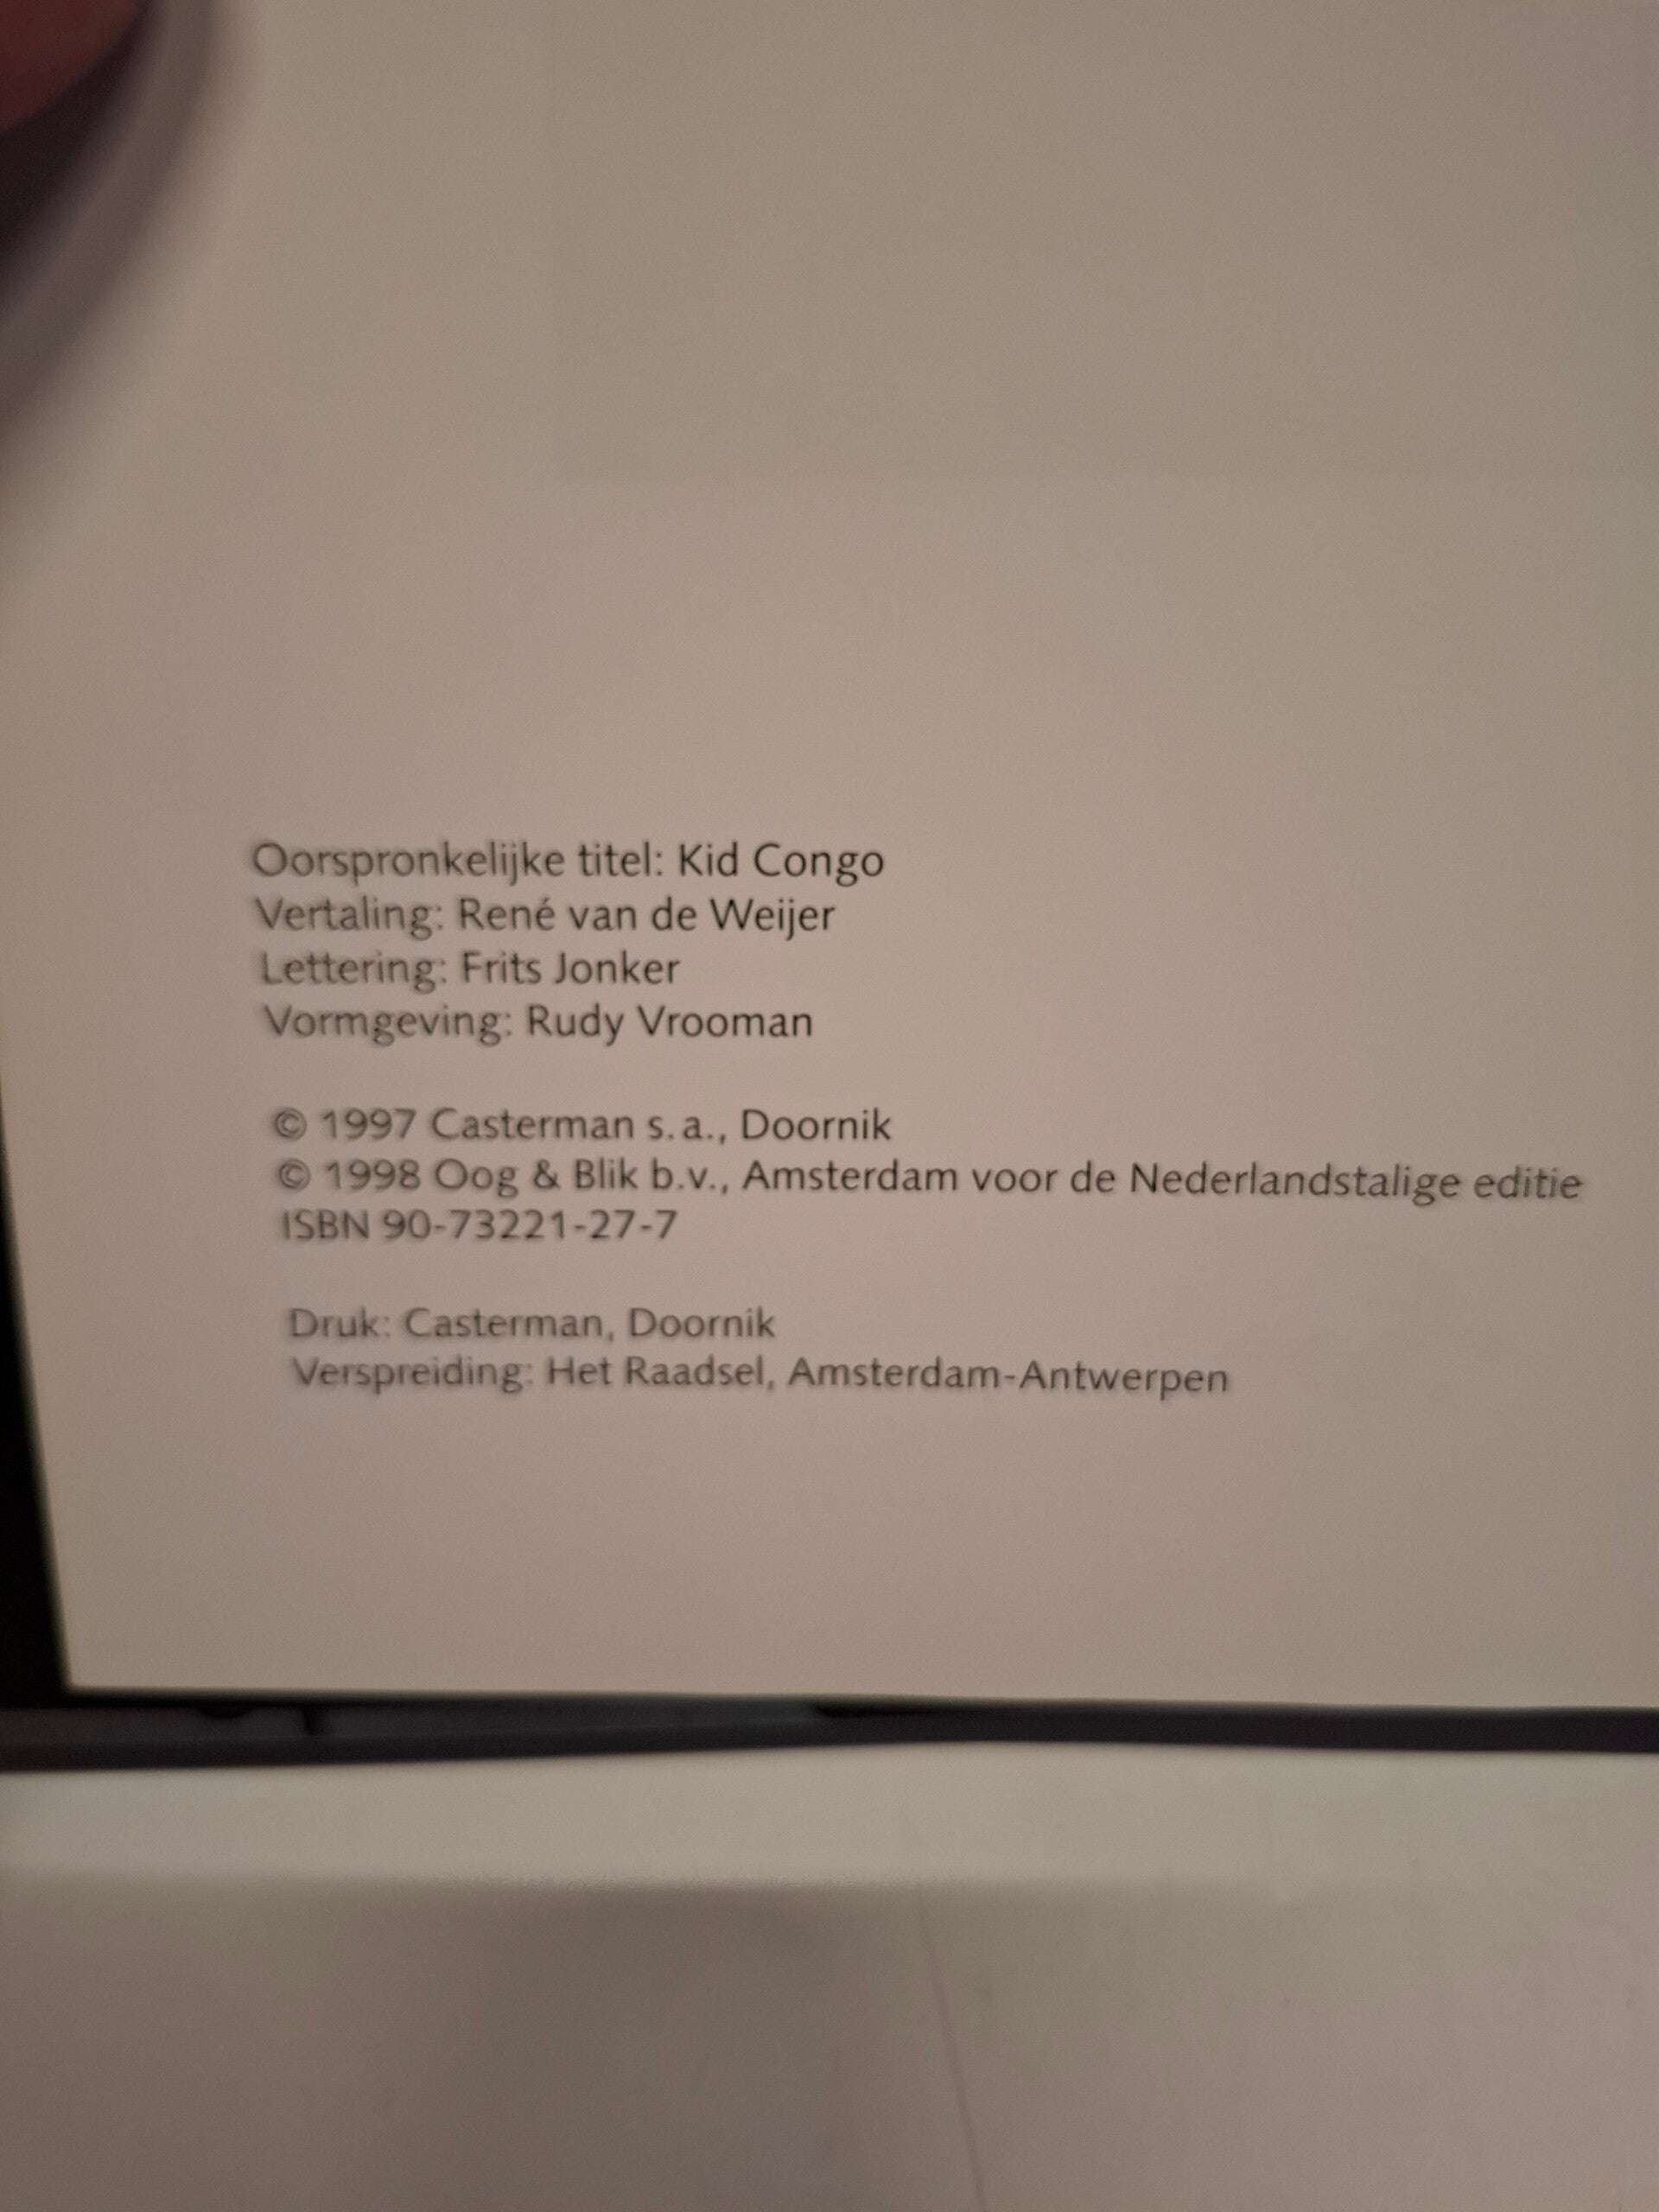 Oorspronkelijke titel: Kid Congo
Vertaling: René van de Weijer
Lettering: Frits Jonker
Vormgeving: Rudy Vrooman
© 1997 Casterman s.a., Doornik
© 1998 Oog & Blik b.v., Amsterdam voor de Nederlandstalige editie
ISBN 90-73221-27-7
Druk: Casterman, Doornik
Verspreiding: Het Raadsel, Amsterdam-Antwerpen